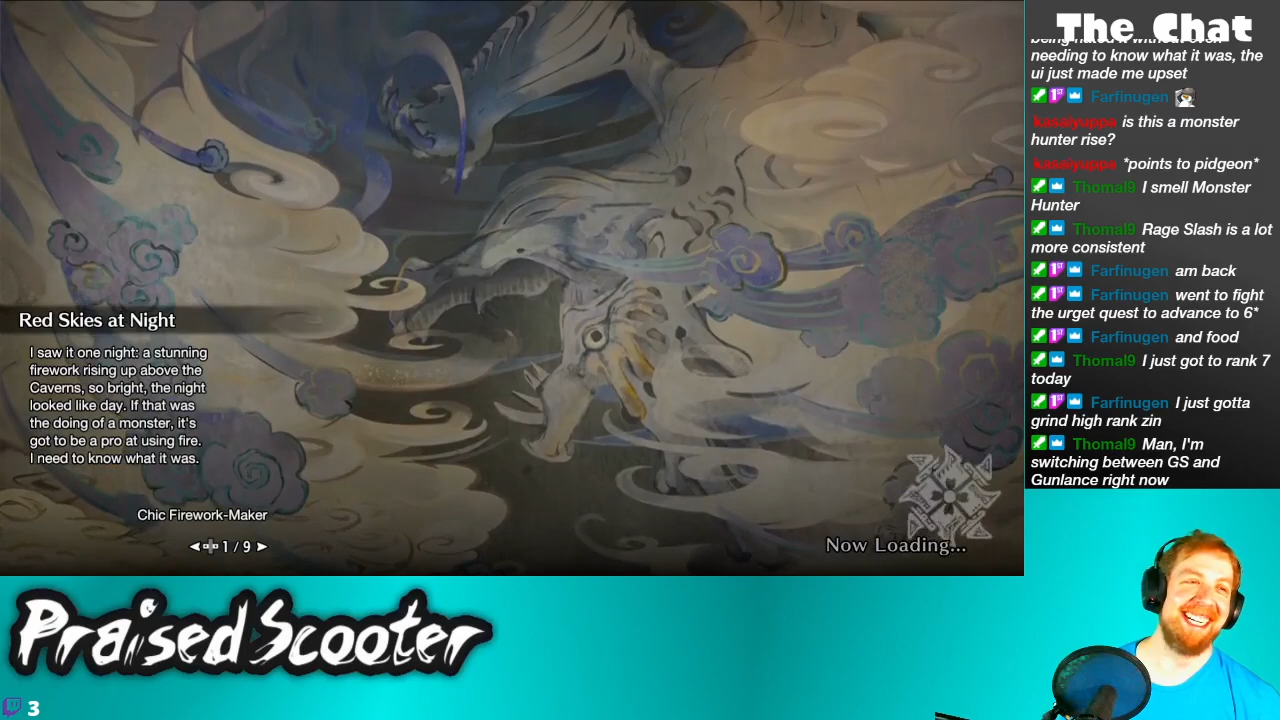 The Chat
needing to know what it was, the
ui just made me upset
Farfinugen
kassiyuppa is this a monster
hunter rise?
kassiyuppa *points to pidgeon*
Thomal9 I smell Monster
Hunter
Thomal9 Rage Slash is a lot
more consistent
Farfinugen am back
Farfinugen went to fight
the urget quest to advance to 6*
Farfinugen and food
Thomal9 I just got to rank 7
today
Farfinugen I just gotta
grind high rank zin
Thomal9 Man, I'm
switching between GS and
Gunlance right now
Red Skies at Night
I saw it one night: a stunning
firework rising up above the
Caverns, so bright, the night
looked like day. If that was
the doing of a monster, it's
got to be a pro at using fire.
I need to know what it was.
Chic Firework-Maker
1 / 9
Now Loading...
PraisedScooter
3